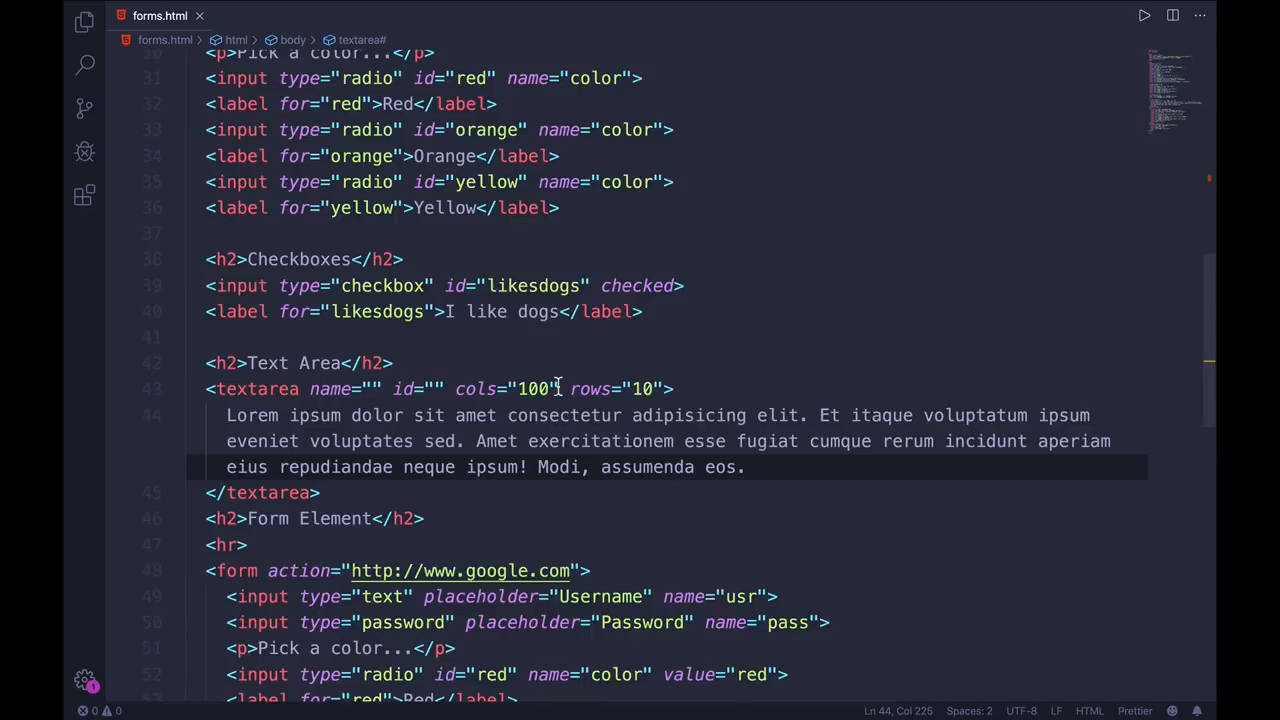 forms.html
forms.html > html > body > textarea#
30 <p>Pick a color...</p>
31 <input type="radio" id="red" name="color">
32 <label for="red">Red</label>
33 <input type="radio" id="orange" name="color">
34 <label for="orange">Orange</label>
35 <input type="radio" id="yellow" name="color">
36 <label for="yellow">Yellow</label>
37
38 <h2>Checkboxes</h2>
39 <input type="checkbox" id="likesdogs" checked>
40 <label for="likesdogs">I like dogs</label>
41
42 <h2>Text Area</h2>
43 <textarea name="" id="" cols="100" rows="10">
44 Lorem ipsum dolor sit amet consectetur adipisicing elit. Et itaque voluptatum ipsum
eveniet voluptates sed. Amet exercitationem esse fugiat cumque rerum incidunt aperiam
eius repudiandae neque ipsum! Modi, assumenda eos.
45 </textarea>
46 <h2>Form Element</h2>
47 <hr>
48 <form action="http://www.google.com">
49 <input type="text" placeholder="Username" name="usr">
50 <input type="password" placeholder="Password" name="pass">
51 <p>Pick a color...</p>
52 <input type="radio" id="red" name="color" value="red">
53 <label for="red">Red</label>
1
0 0 Ln 44, Col 225 Spaces: 2 UTF-8 LF HTML Prettier